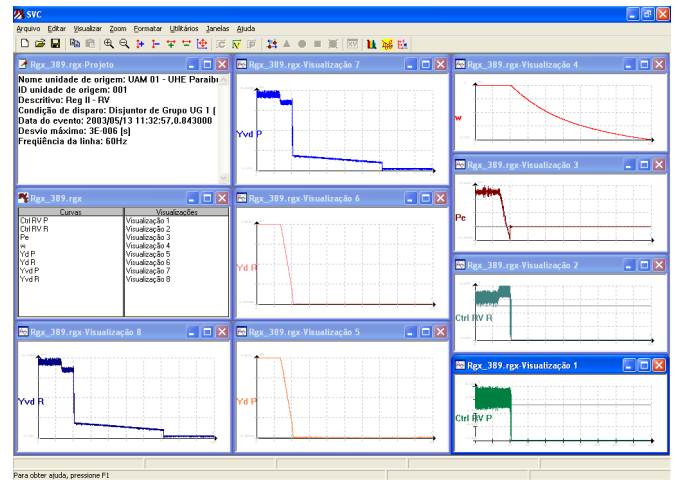 SVC
Arquivo Editar Visualizar Zoom Formatar Utilitários Janelas Ajuda
Rgx_389.rgx-Projeto
Nome unidade de origem: UAM 01 - UHE Paraibu
ID unidade de origem: 001
Descritivo: Reg II - RV
Condição de disparo: Disjuntor de Grupo UG 1 (
Data do evento: 2003/05/13 11:32:57,0.843000
Desvio máximo: 3E-006 [s]
Freqüência da linha: 60Hz
Rgx_389.rgx
Curvas Visualizações
Ctrl RV P Visualização 1
Ctrl RV R Visualização 2
Pe Visualização 3
w Visualização 4
Yd P Visualização 5
Yd R Visualização 6
Yvd P Visualização 7
Yvd R Visualização 8
Rgx_389.rgx-Visualização 8
Yvd R
Rgx_389.rgx-Visualização 7
Yvd P
Rgx_389.rgx-Visualização 6
Yd R
Rgx_389.rgx-Visualização 5
Yd P
Rgx_389.rgx-Visualização 4
w
Rgx_389.rgx-Visualização 3
Pe
Rgx_389.rgx-Visualização 2
Ctrl RV R
Rgx_389.rgx-Visualização 1
Ctrl RV P
Para obter ajuda, pressione F1